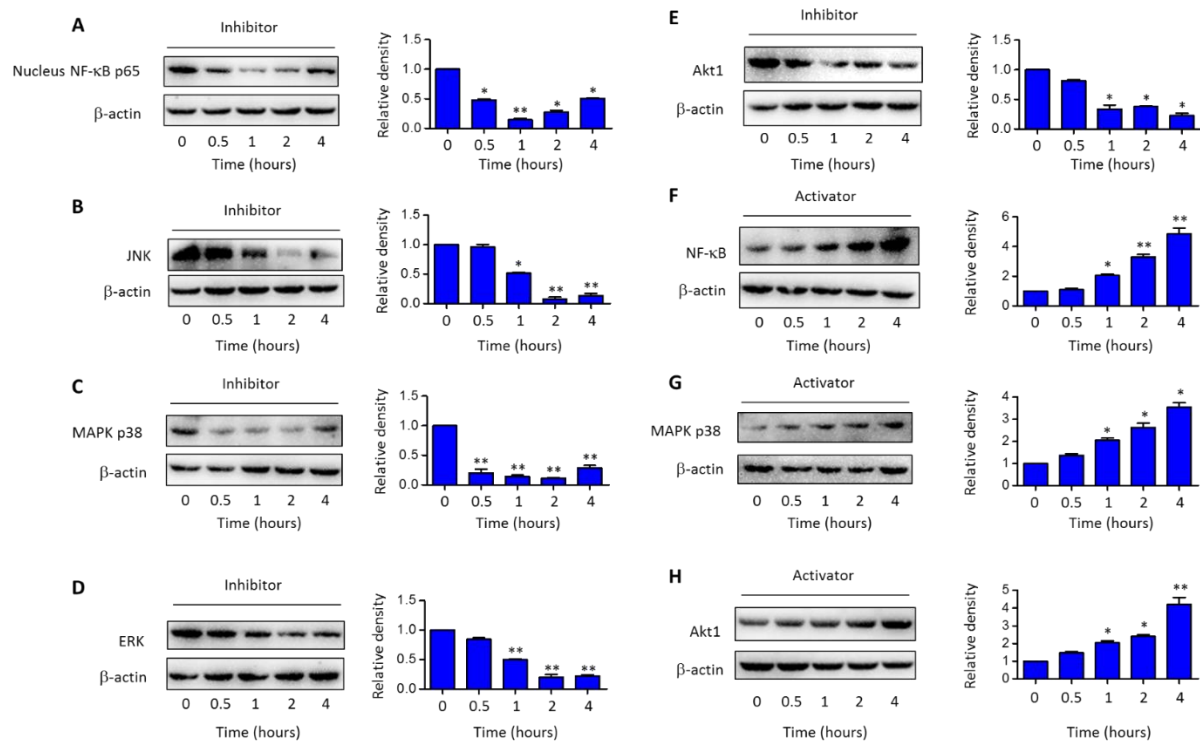 A
Inhibitor
Nucleus NF-κB p65
β-actin
0 0.5 1 2 4
Time (hours)
Relative density
1.5
1.0
0.5
0.0
* ** * *
0 0.5 1 2 4
Time (hours)
B
Inhibitor
JNK
β-actin
0 0.5 1 2 4
Time (hours)
Relative density
1.5
1.0
0.5
0.0
* ** **
0 0.5 1 2 4
Time (hours)
C
Inhibitor
MAPK p38
β-actin
0 0.5 1 2 4
Time (hours)
Relative density
1.5
1.0
0.5
0.0
** ** ** **
0 0.5 1 2 4
Time (hours)
D
Inhibitor
ERK
β-actin
0 0.5 1 2 4
Time (hours)
Relative density
1.5
1.0
0.5
0.0
** ** **
0 0.5 1 2 4
Time (hours)
E
Inhibitor
Akt1
β-actin
0 0.5 1 2 4
Time (hours)
Relative density
1.5
1.0
0.5
0.0
* * *
0 0.5 1 2 4
Time (hours)
F
Activator
NF-κB
β-actin
0 0.5 1 2 4
Time (hours)
Relative density
6
4
2
0
* ** **
0 0.5 1 2 4
Time (hours)
G
Activator
MAPK p38
β-actin
0 0.5 1 2 4
Time (hours)
Relative density
4
3
2
1
0
* * *
0 0.5 1 2 4
Time (hours)
H
Activator
Akt1
β-actin
0 0.5 1 2 4
Time (hours)
Relative density
5
4
3
2
1
0
* * **
0 0.5 1 2 4
Time (hours)